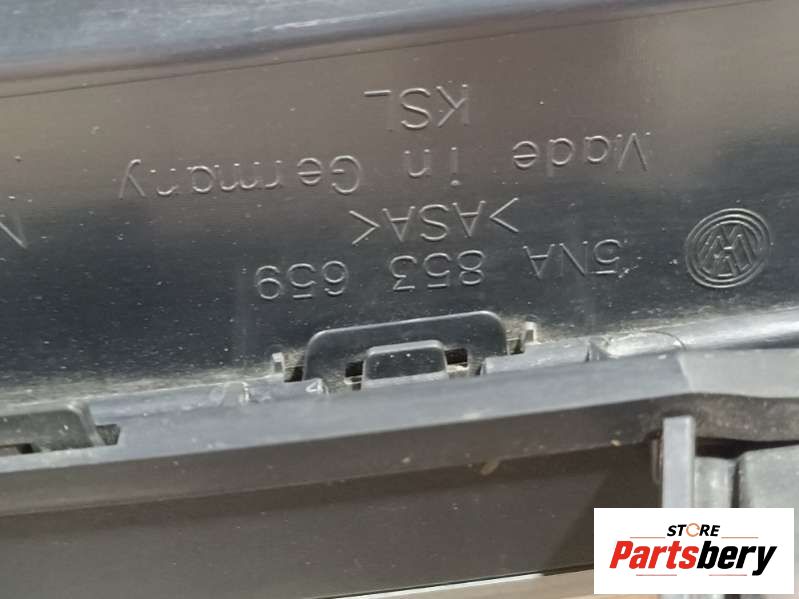 5NA 853 659
>ASA<
Made in Germany
KSL
STORE
Partsbery